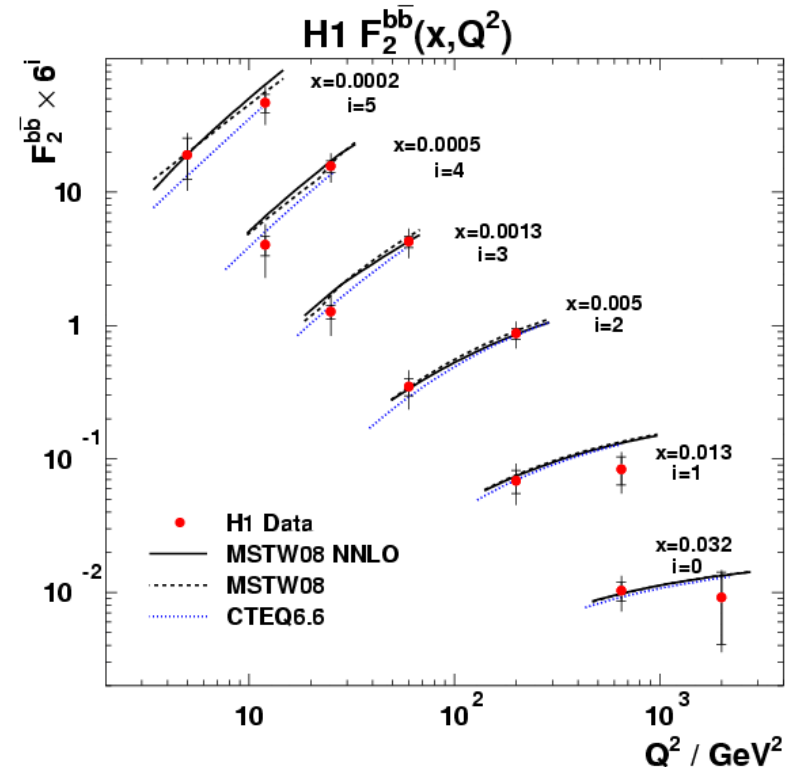 H1 F₂ᵇᵇ̅(x,Q²)
F₂ᵇᵇ̅ × 6ⁱ
x=0.0002
i=5
x=0.0005
i=4
x=0.0013
i=3
x=0.005
i=2
x=0.013
i=1
x=0.032
i=0
10
1
10⁻¹
10⁻²
H1 Data
MSTW08 NNLO
MSTW08
CTEQ6.6
10 10² 10³
Q² / GeV²